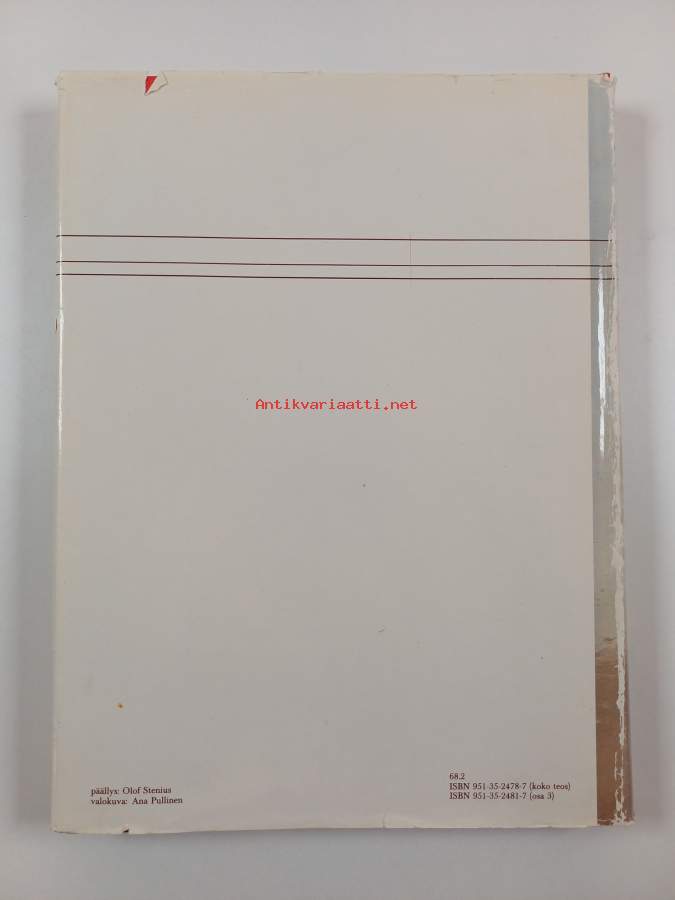 Antikvariaatti.net
päällys: Olof Stenius
valokuva: Ana Pullinen
68.2
ISBN 951-35-2478-7 (koko teos)
ISBN 951-35-2481-7 (osa 3)